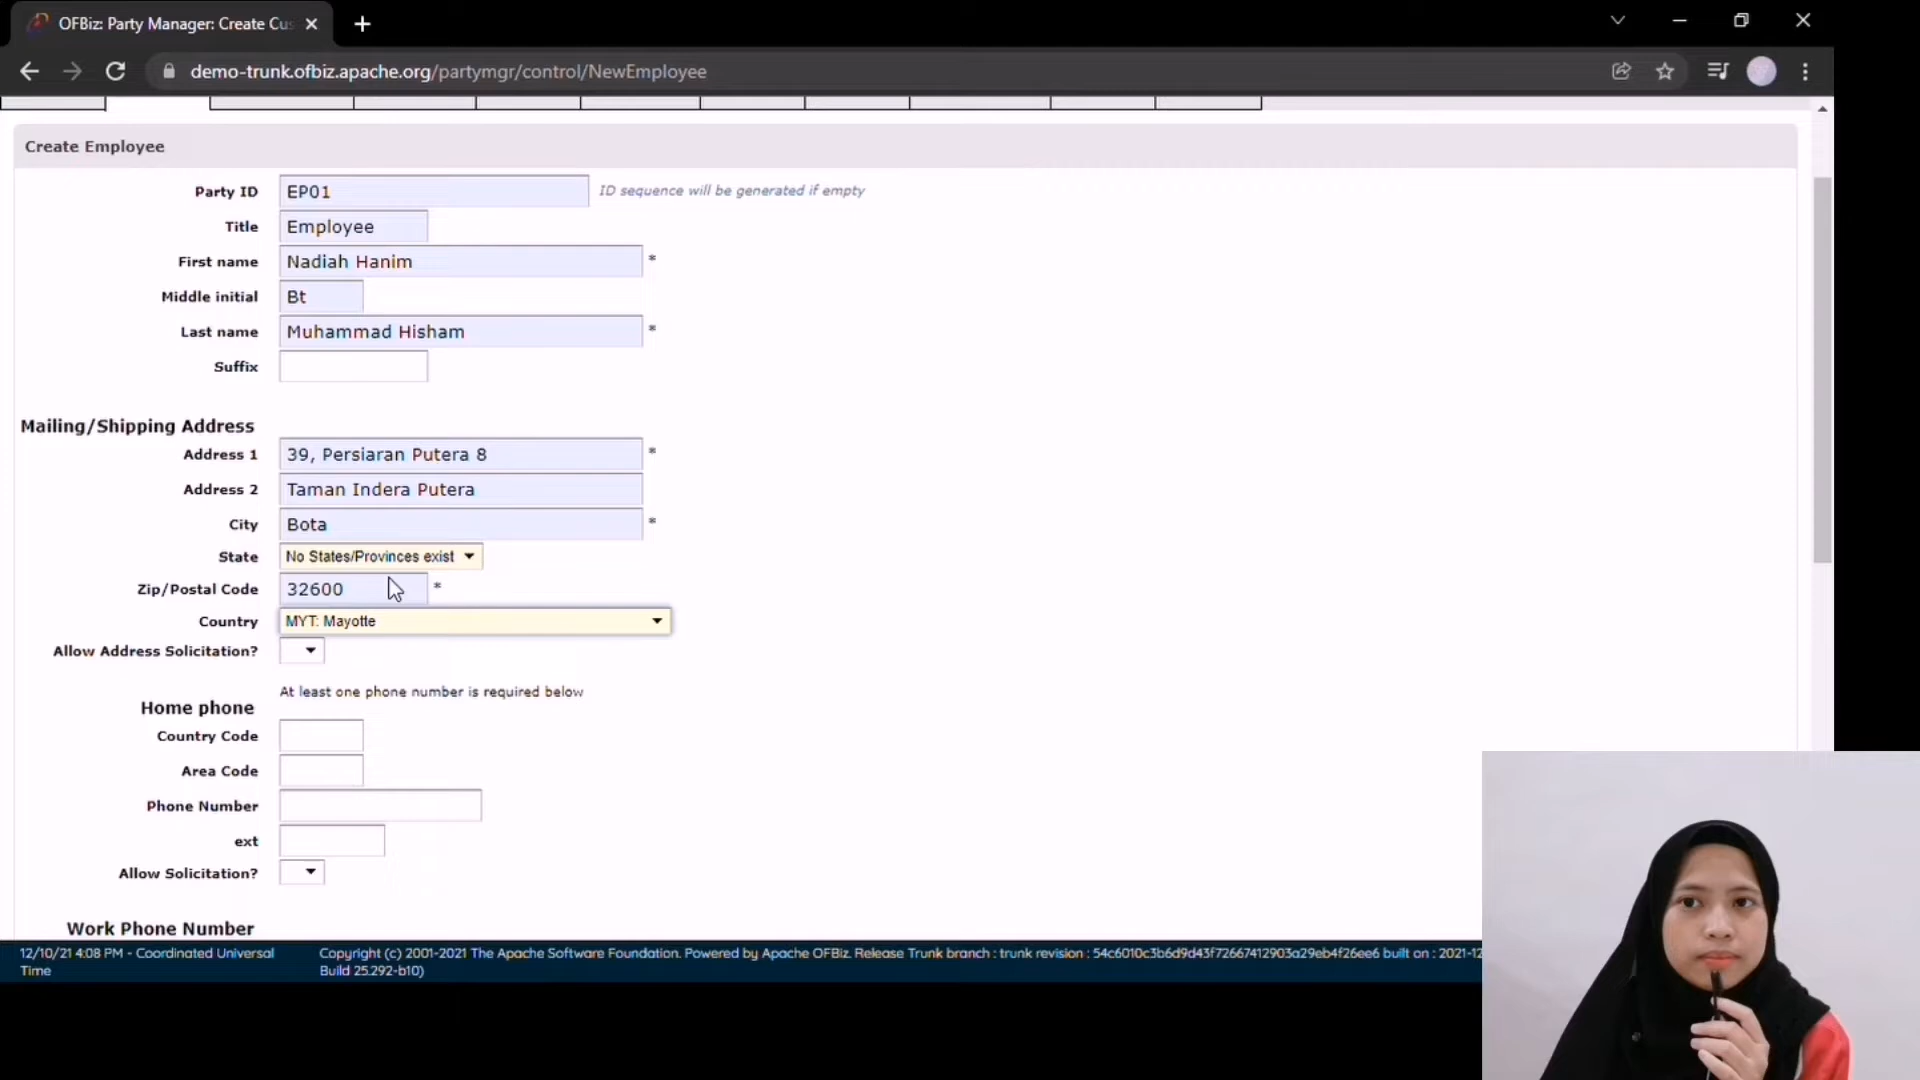 OFBiz: Party Manager: Create Cus
demo-trunk.ofbiz.apache.org/partymgr/control/NewEmployee
Create Employee
Party ID EP01 ID sequence will be generated if empty
Title Employee
First name Nadiah Hanim *
Middle initial Bt
Last name Muhammad Hisham *
Suffix
Mailing/Shipping Address
Address 1 39, Persiaran Putera 8 *
Address 2 Taman Indera Putera
City Bota *
State No States/Provinces exist
Zip/Postal Code 32600 *
Country MYT: Mayotte
Allow Address Solicitation?
At least one phone number is required below
Home phone
Country Code
Area Code
Phone Number
ext
Allow Solicitation?
Work Phone Number
12/10/21 4:08 PM - Coordinated Universal Time
Copyright (c) 2001-2021 The Apache Software Foundation. Powered by Apache OFBiz. Release Trunk branch : trunk revision : 54c6010c3b6d9d43f72667412903a29eb4f26ee6 built on : 2021-12
Build 25.292-b10)